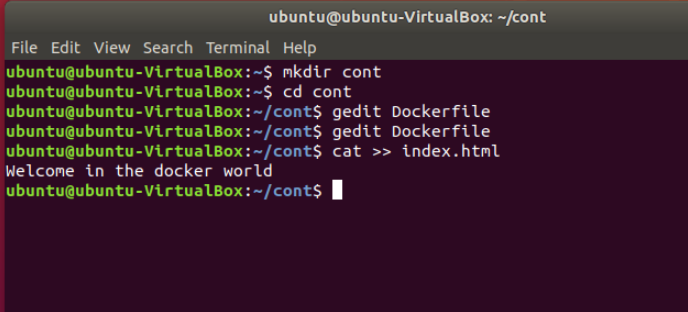 ubuntu@ubuntu-VirtualBox: ~/cont
File Edit View Search Terminal Help
ubuntu@ubuntu-VirtualBox:~$ mkdir cont
ubuntu@ubuntu-VirtualBox:~$ cd cont
ubuntu@ubuntu-VirtualBox:~/cont$ gedit Dockerfile
ubuntu@ubuntu-VirtualBox:~/cont$ gedit Dockerfile
ubuntu@ubuntu-VirtualBox:~/cont$ cat >> index.html
Welcome in the docker world
ubuntu@ubuntu-VirtualBox:~/cont$